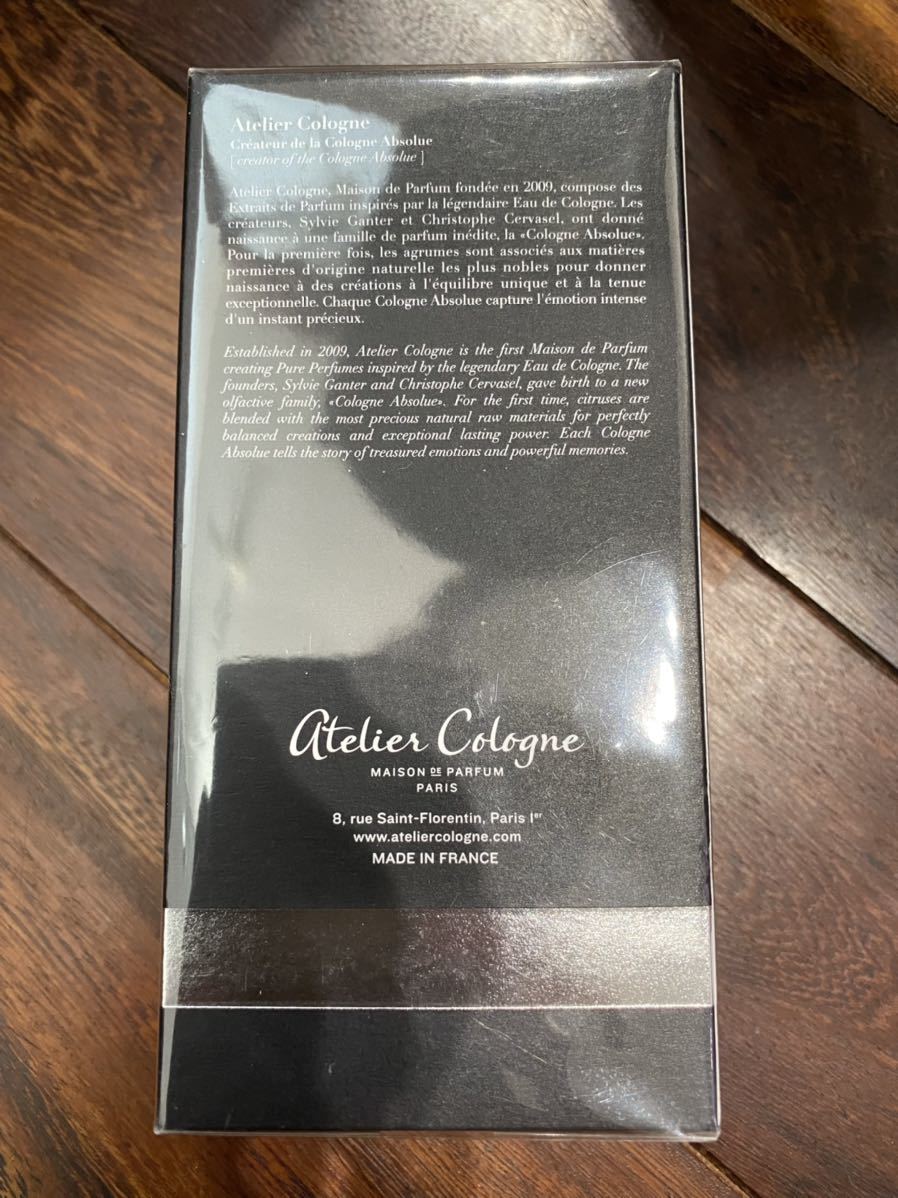 Atelier Cologne
Créateur de la Cologne Absolue
[ creator of the Cologne Absolue ]
Atelier Cologne, Maison de Parfum fondée en 2009, compose des
Extraits de Parfum inspirés par la légendaire Eau de Cologne. Les
créateurs, Sylvie Ganter et Christophe Cervasel, ont donné
naissance à une famille de parfum inédite, la «Cologne Absolue».
Pour la première fois, les agrumes sont associés aux matières
premières d'origine naturelle les plus nobles pour donner
naissance à des créations à l'équilibre unique et à la tenue
exceptionnelle. Chaque Cologne Absolue capture l'émotion intense
d'un instant précieux.
Established in 2009, Atelier Cologne is the first Maison de Parfum
creating Pure Perfumes inspired by the legendary Eau de Cologne. The
founders, Sylvie Ganter and Christophe Cervasel, gave birth to a new
olfactive family, «Cologne Absolue». For the first time, citruses are
blended with the most precious natural raw materials for perfectly
balanced creations and exceptional lasting power. Each Cologne
Absolue tells the story of treasured emotions and powerful memories.
Atelier Cologne
MAISON DE PARFUM
PARIS
8, rue Saint-Florentin, Paris Ier
www.ateliercologne.com
MADE IN FRANCE